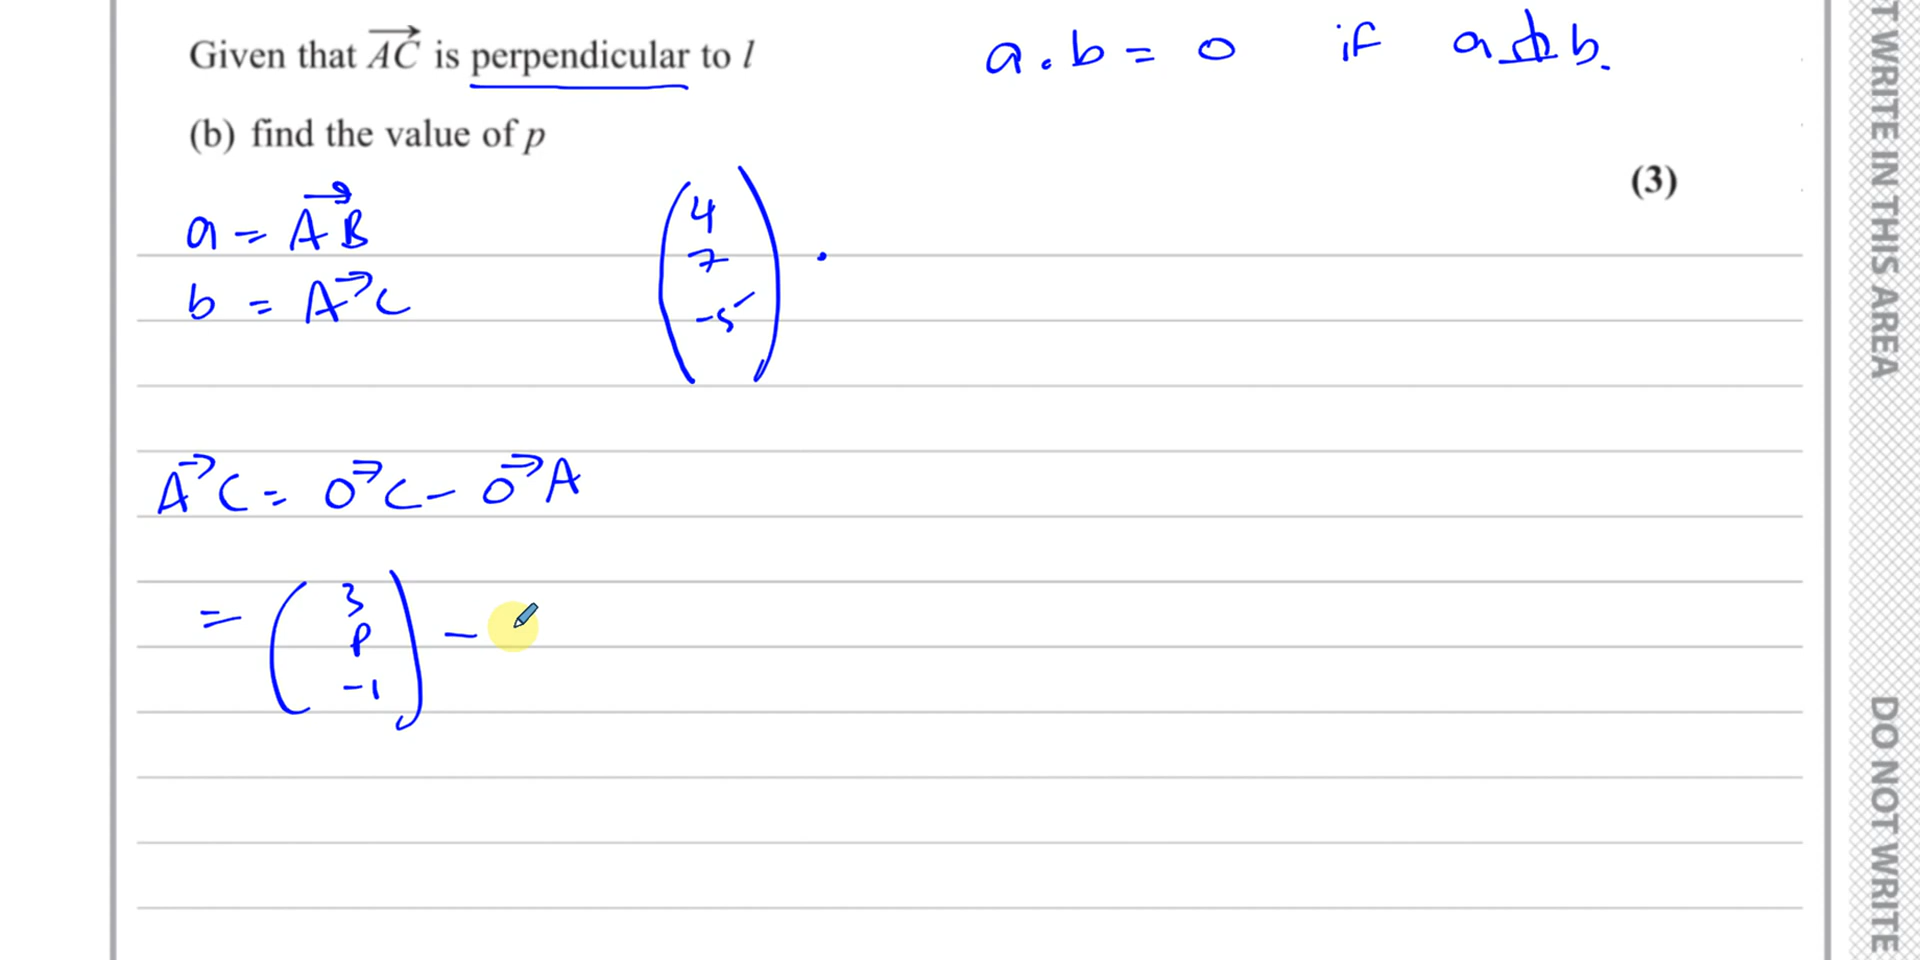 Given that AC is perpendicular to l
a . b = 0 if a ⊥ b.
(b) find the value of p
(3)
a = AB
b = AC
( 4 7 -5 ) .
AC = OC - OA
= ( 3 p -1 ) -
T WRITE IN THIS AREA
DO NOT WRITE